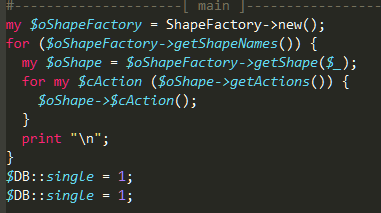 #-----------------------[ main ]------------------
my $oShapeFactory = ShapeFactory->new();
for ($oShapeFactory->getShapeNames()) {
  my $oShape = $oShapeFactory->getShape($_);
  for my $cAction ($oShape->getActions()) {
    $oShape->$cAction();
  }
  print "\n";
}
$DB::single = 1;
$DB::single = 1;